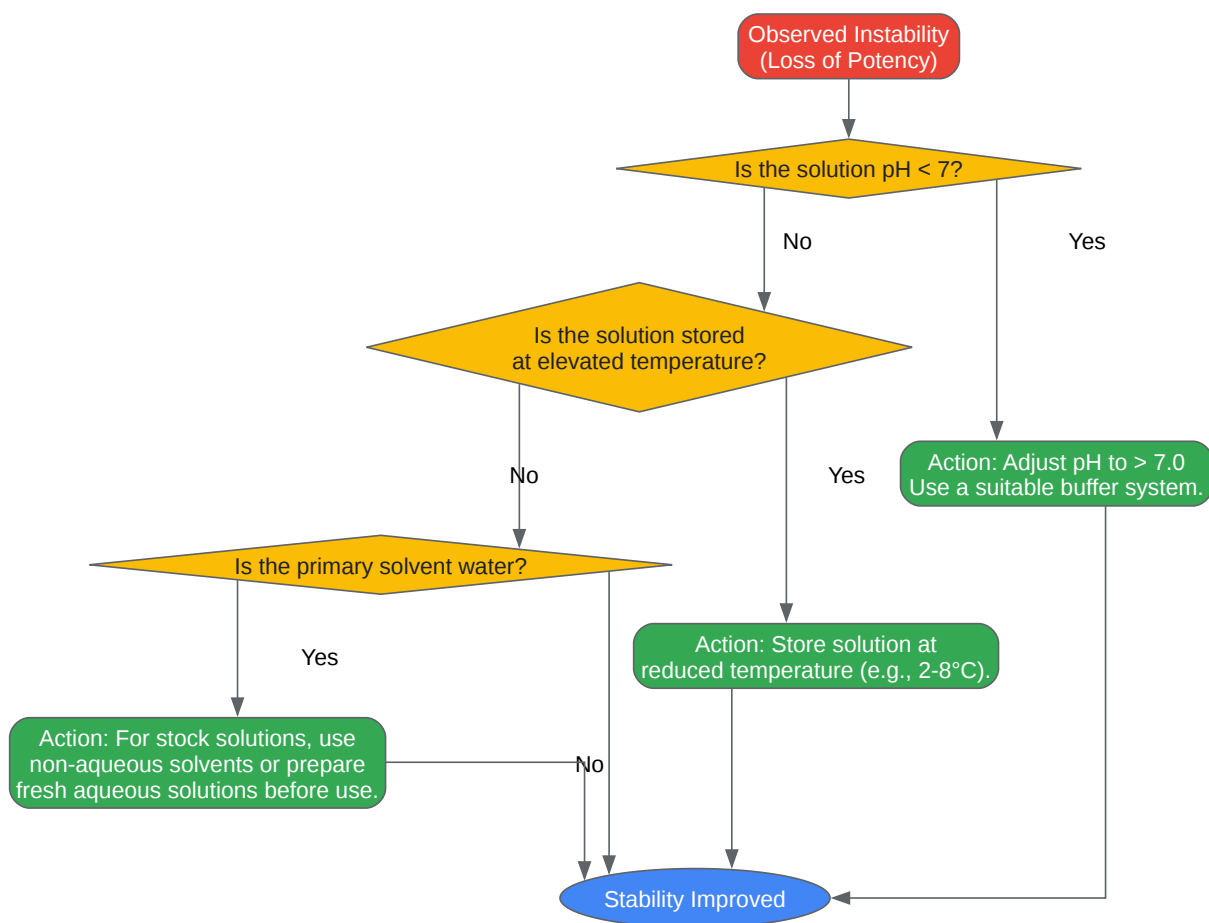 Observed Instability
(Loss of Potency)
Is the solution pH < 7?
No
Yes
Is the solution stored
at elevated temperature?
No
Yes
Action: Adjust pH to > 7.0
Use a suitable buffer system.
Is the primary solvent water?
Yes
Action: Store solution at
reduced temperature (e.g., 2-8°C).
Action: For stock solutions, use
non-aqueous solvents or prepare
fresh aqueous solutions before use.
No
Stability Improved